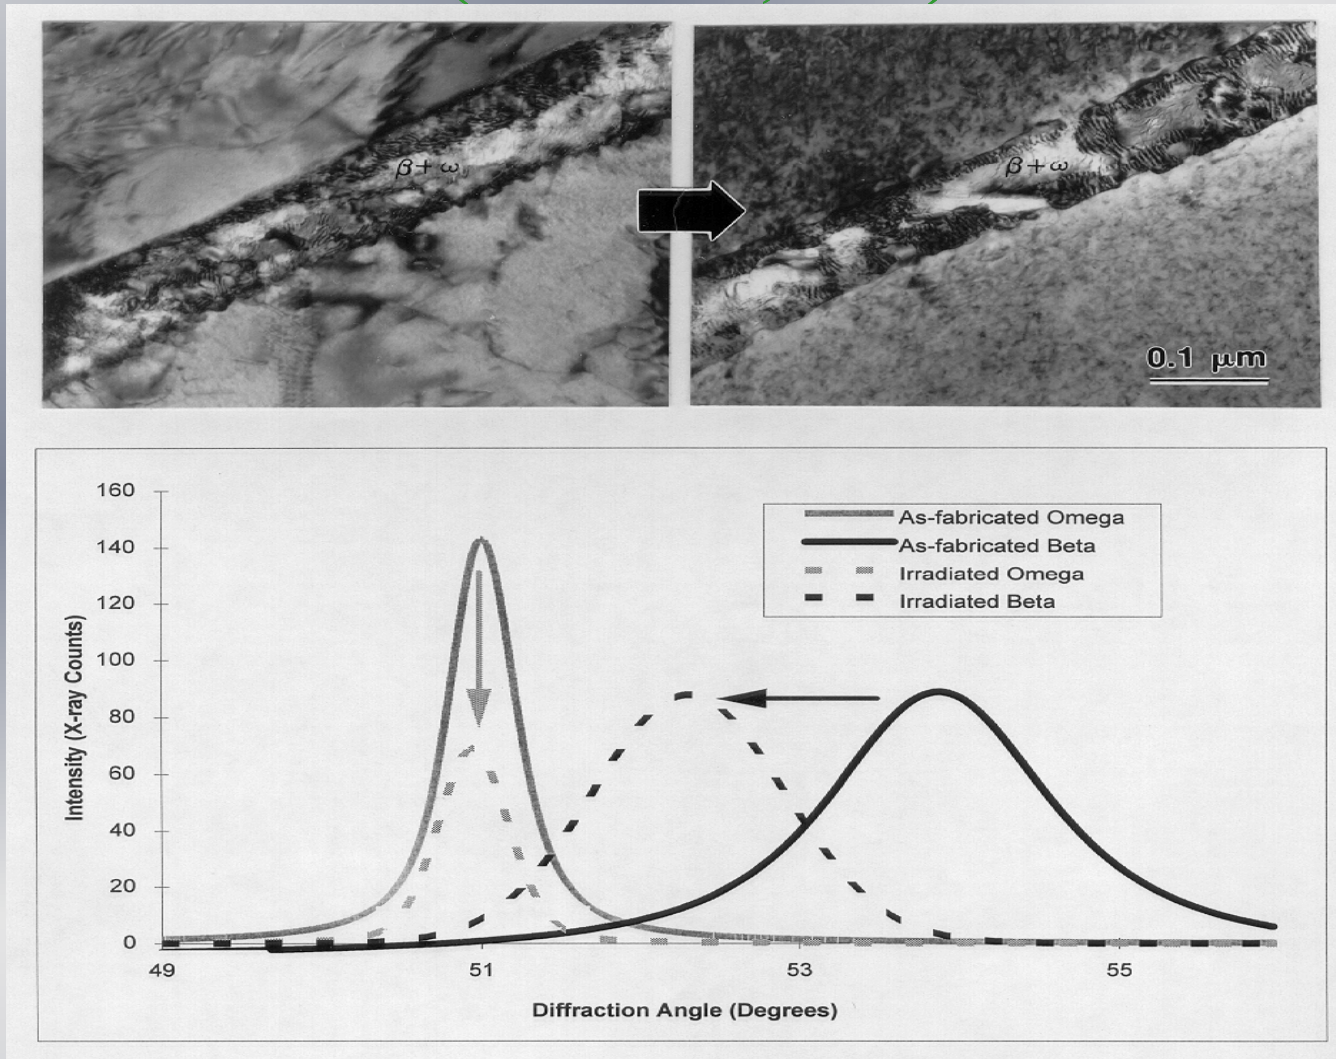 β+ω
β+ω
0.1 μm
160
140
120
100
80
60
40
20
0
Intensity (X-ray Counts)
As-fabricated Omega
As-fabricated Beta
Irradiated Omega
Irradiated Beta
49 51 53 55
Diffraction Angle (Degrees)